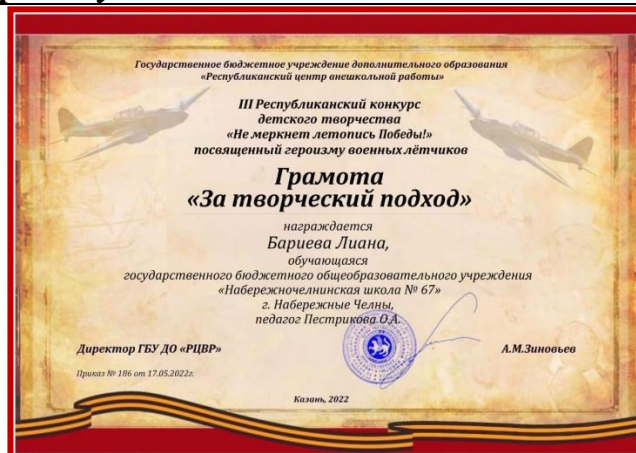 Государственное бюджетное учреждение дополнительного образования
«Республиканский центр внешкольной работы»
III Республиканский конкурс
детского творчества
«Не меркнет летопись Победы!»
посвященный героизму военных лётчиков
Грамота
«За творческий подход»
награждается
Бариева Лиана,
обучающаяся
государственного бюджетного общеобразовательного учреждения
«Набережночелнинская школа № 67»
г. Набережные Челны,
педагог Пестрикова О.А.
Директор ГБУ ДО «РЦВР» А.М.Зиновьев
Приказ № 186 от 17.05.2022г.
Казань, 2022